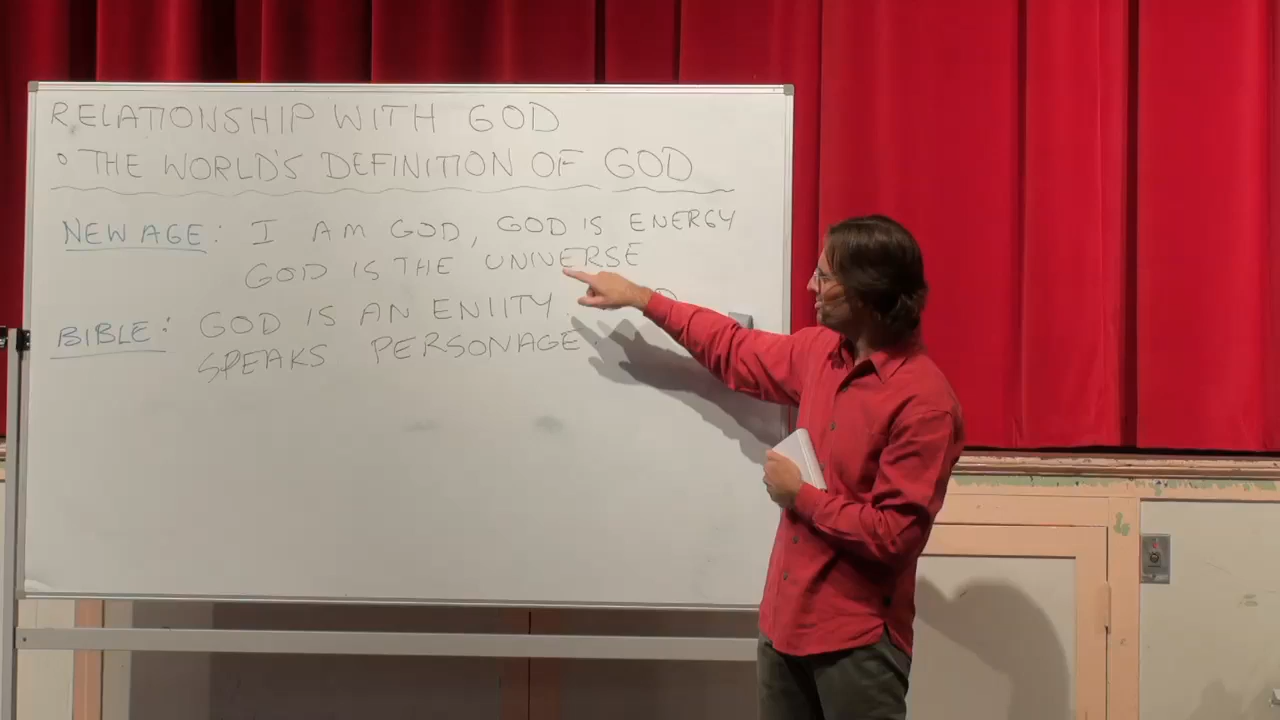 RELATIONSHIP WITH GOD
• THE WORLD'S DEFINITION OF GOD
NEW AGE: I AM GOD, GOD IS ENERGY
GOD IS THE UNIVERSE
BIBLE: GOD IS AN ENIITY.
SPEAKS PERSONAGE.